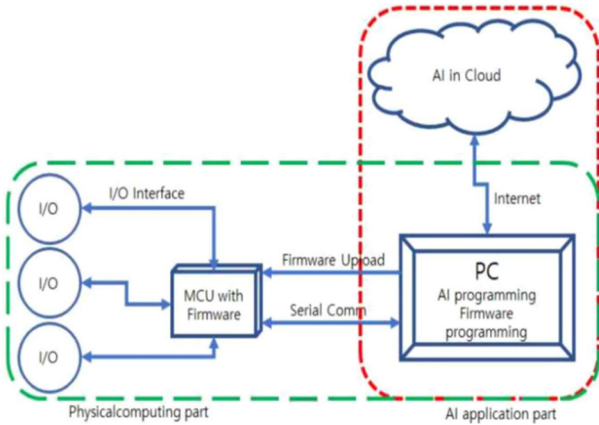 AI in Cloud
Internet
I/O
I/O Interface
I/O
I/O
MCU with
Firmware
Firmware Upload
Serial Comm
PC
AI programming
Firmware
programming
Physicalcomputing part
AI application part